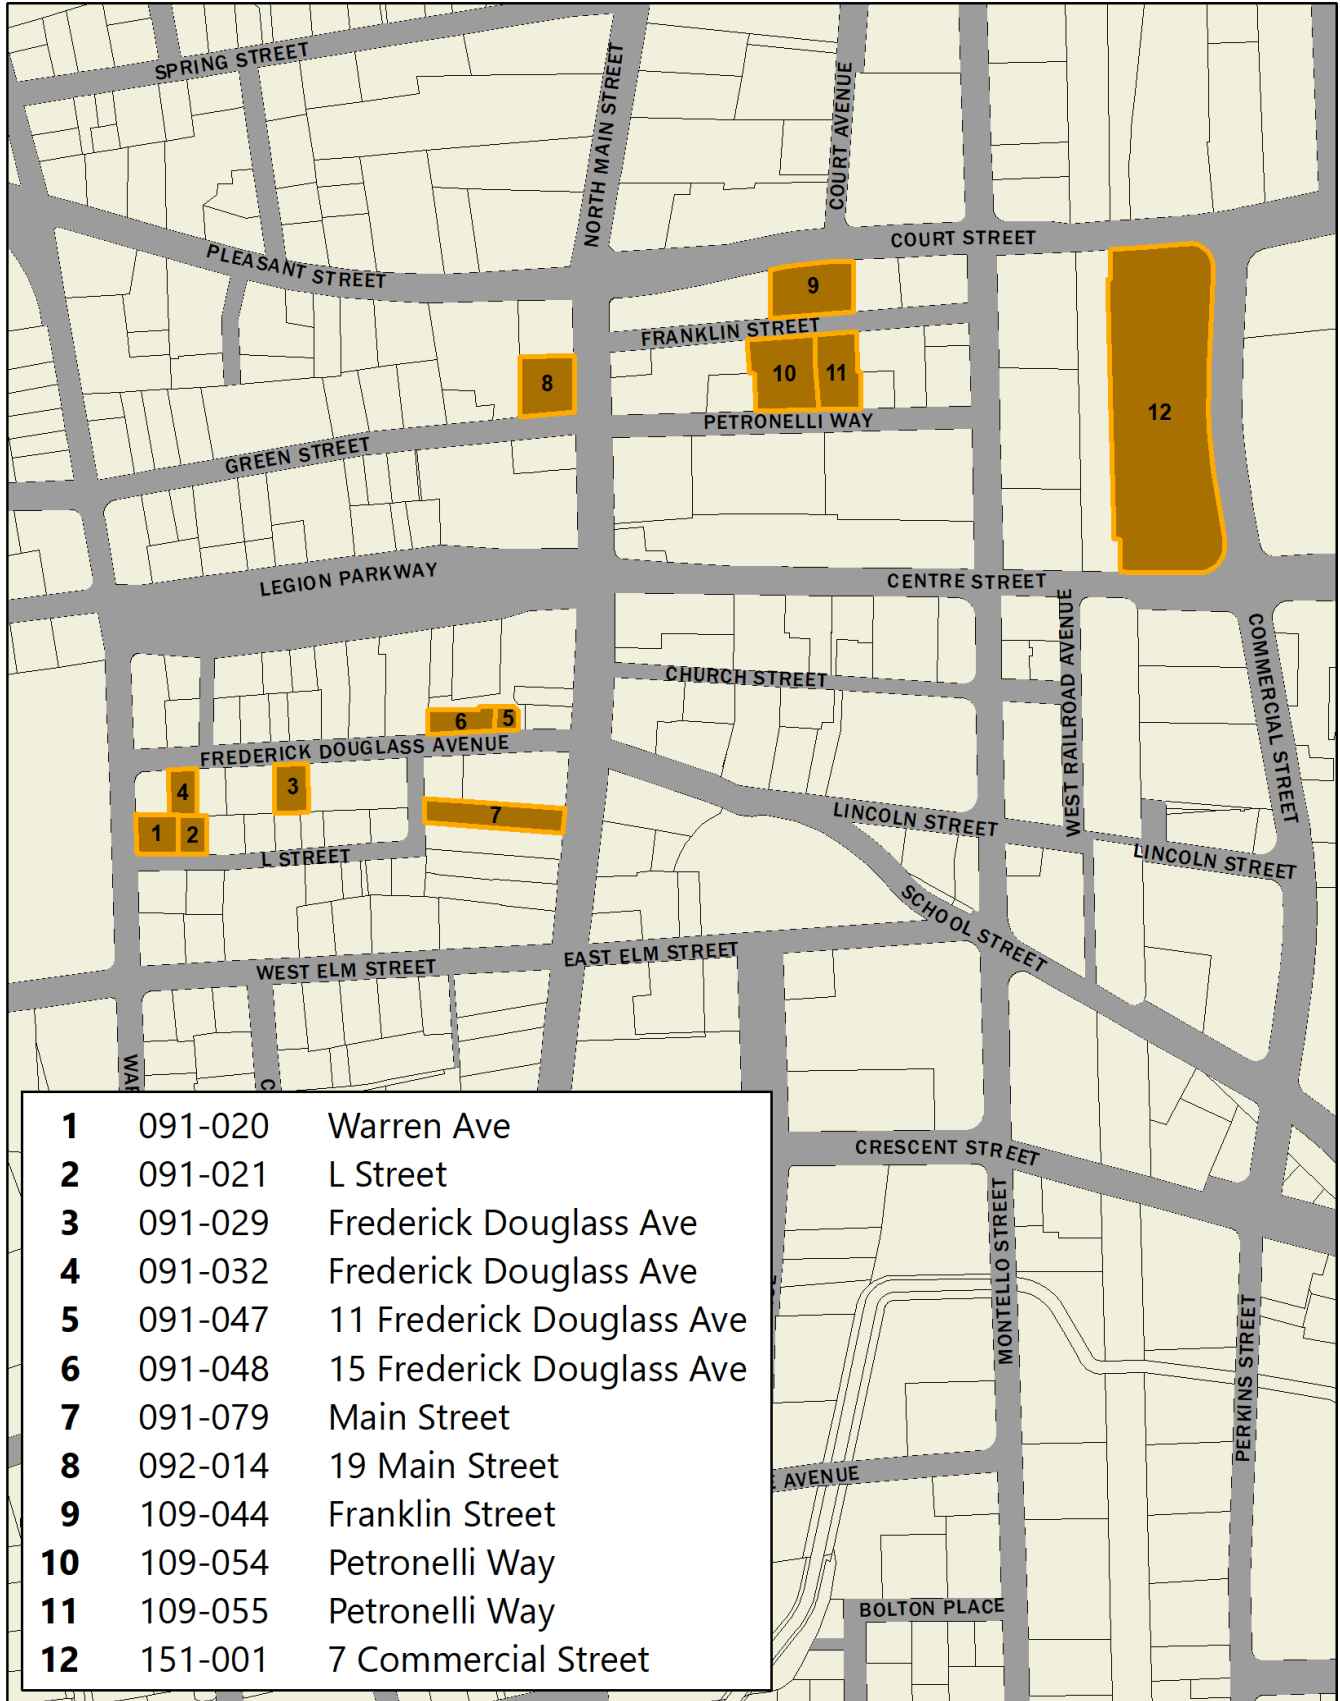 SPRING STREET
NORTH MAIN STREET
COURT AVENUE
COURT STREET
PLEASANT STREET
9
FRANKLIN STREET
8
10
11
12
PETRONELLI WAY
GREEN STREET
LEGION PARKWAY
CENTRE STREET
WEST RAILROAD AVENUE
COMMERCIAL STREET
CHURCH STREET
6
5
FREDERICK DOUGLASS AVENUE
4
3
7
1
2
L STREET
LINCOLN STREET
LINCOLN STREET
SCHOOL STREET
WEST ELM STREET
EAST ELM STREET
WAR
C
CRESCENT STREET
MONTELLO STREET
PERKINS STREET
E AVENUE
BOLTON PLACE
1 091-020 Warren Ave
2 091-021 L Street
3 091-029 Frederick Douglass Ave
4 091-032 Frederick Douglass Ave
5 091-047 11 Frederick Douglass Ave
6 091-048 15 Frederick Douglass Ave
7 091-079 Main Street
8 092-014 19 Main Street
9 109-044 Franklin Street
10 109-054 Petronelli Way
11 109-055 Petronelli Way
12 151-001 7 Commercial Street